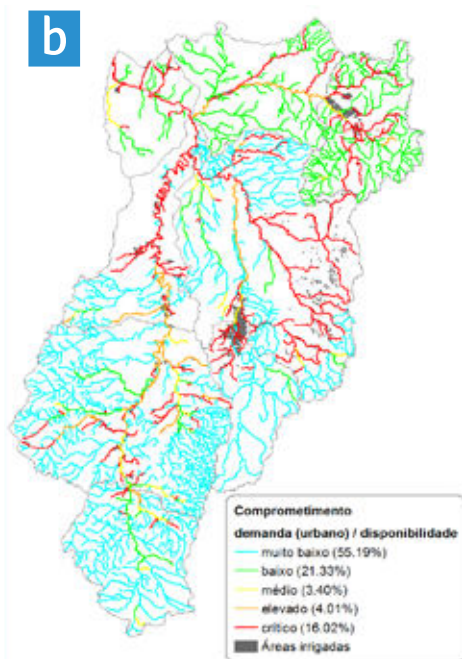 b
Comprometimento
demanda (urbano) / disponibilidade
muito baixo (55.19%)
baixo (21.33%)
médio (3.40%)
elevado (4.01%)
crítico (16.02%)
Áreas irrigadas